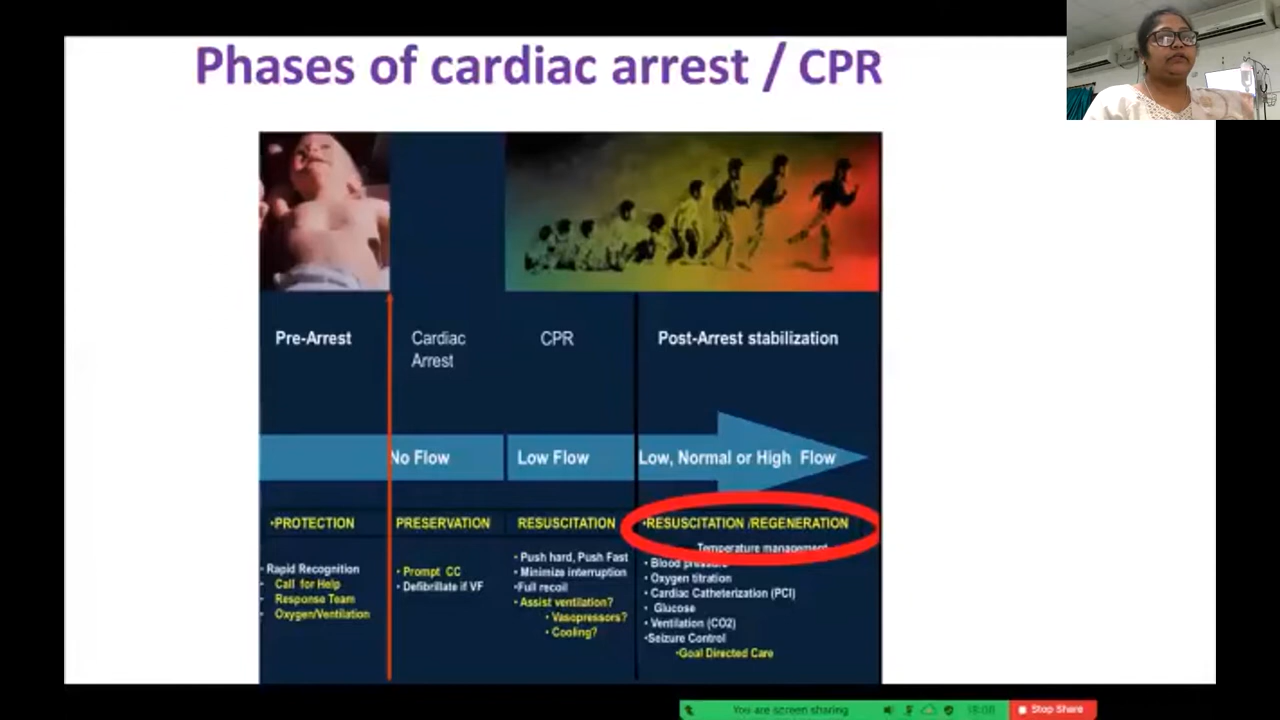 Phases of cardiac arrest / CPR
Pre-Arrest
Cardiac
Arrest
CPR
Post-Arrest stabilization
No Flow
Low Flow
Low, Normal or High Flow
•PROTECTION
Rapid Recognition
• Call for Help
• Response Team
• Oxygen/Ventilation
PRESERVATION
• Prompt CC
• Defibrillate if VF
RESUSCITATION
• Push hard, Push Fast
• Minimize interruption
•Full recoil
• Assist ventilation?
• Vasopressors?
• Cooling?
•RESUSCITATION /REGENERATION
Temperature management
• Blood pressure
• Oxygen titration
• Cardiac Catheterization (PCI)
• Glucose
• Ventilation (CO2)
•Seizure Control
•Goal Directed Care
You are screen sharing
Stop Share